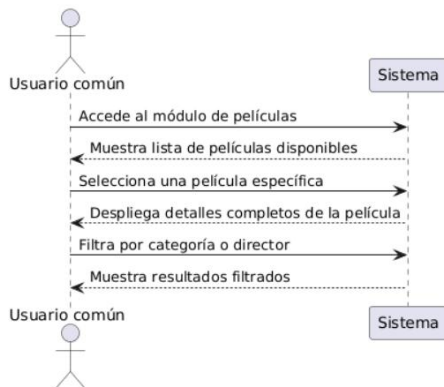 Usuario común
Sistema
Accede al módulo de películas
Muestra lista de películas disponibles
Selecciona una película específica
Despliega detalles completos de la película
Filtra por categoría o director
Muestra resultados filtrados
Usuario común
Sistema